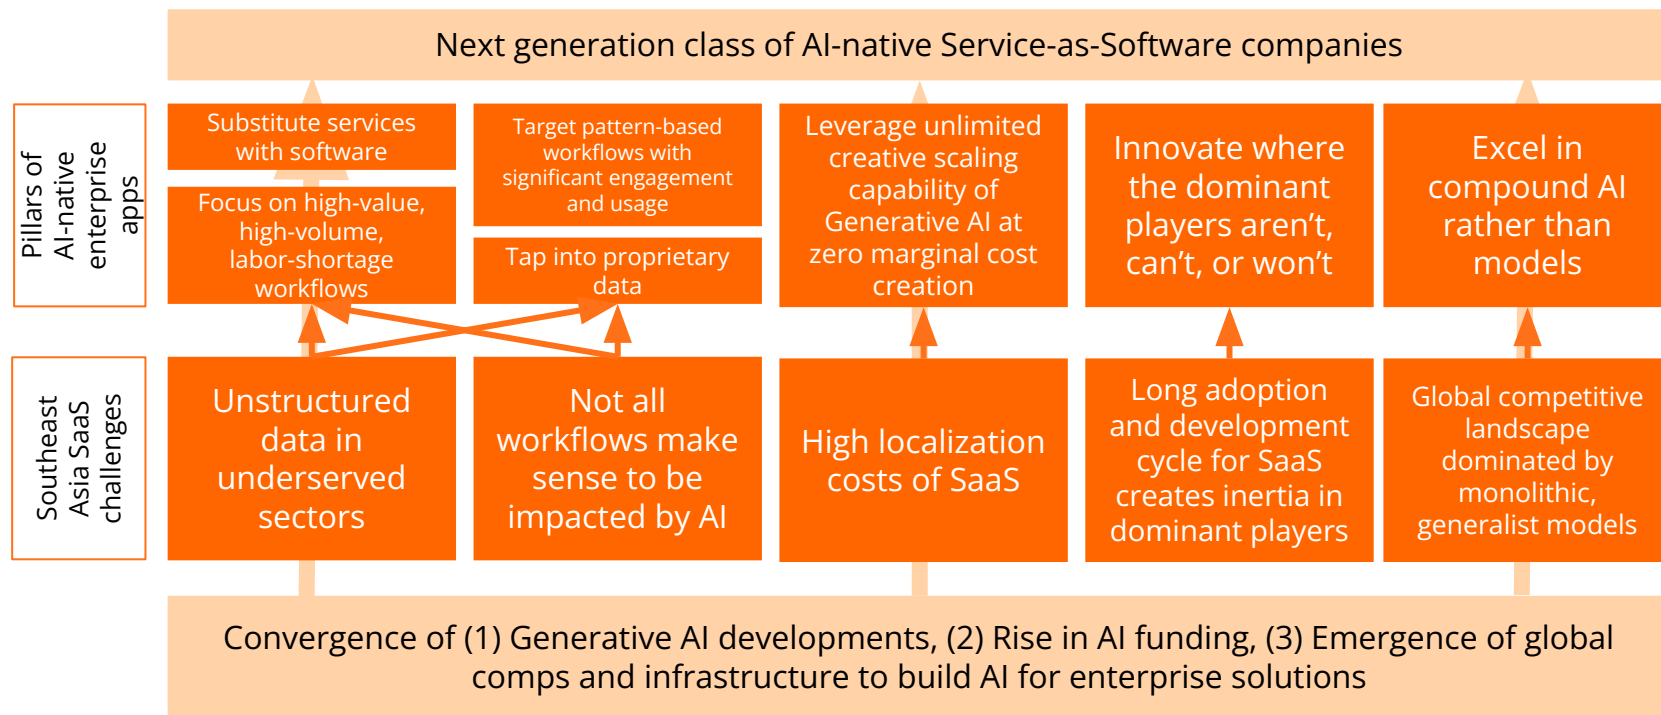 Next generation class of AI-native Service-as-Software companies
Pillars of
AI-native
enterprise
apps
Substitute services
with software
Focus on high-value,
high-volume,
labor-shortage
workflows
Target pattern-based
workflows with
significant engagement
and usage
Tap into proprietary
data
Leverage unlimited
creative scaling
capability of
Generative AI at
zero marginal cost
creation
Innovate where
the dominant
players aren’t,
can’t, or won’t
Excel in
compound AI
rather than
models
Southeast
Asia SaaS
challenges
Unstructured
data in
underserved
sectors
Not all
workflows make
sense to be
impacted by AI
High localization
costs of SaaS
Long adoption
and development
cycle for SaaS
creates inertia in
dominant players
Global competitive
landscape
dominated by
monolithic,
generalist models
Convergence of (1) Generative AI developments, (2) Rise in AI funding, (3) Emergence of global
comps and infrastructure to build AI for enterprise solutions